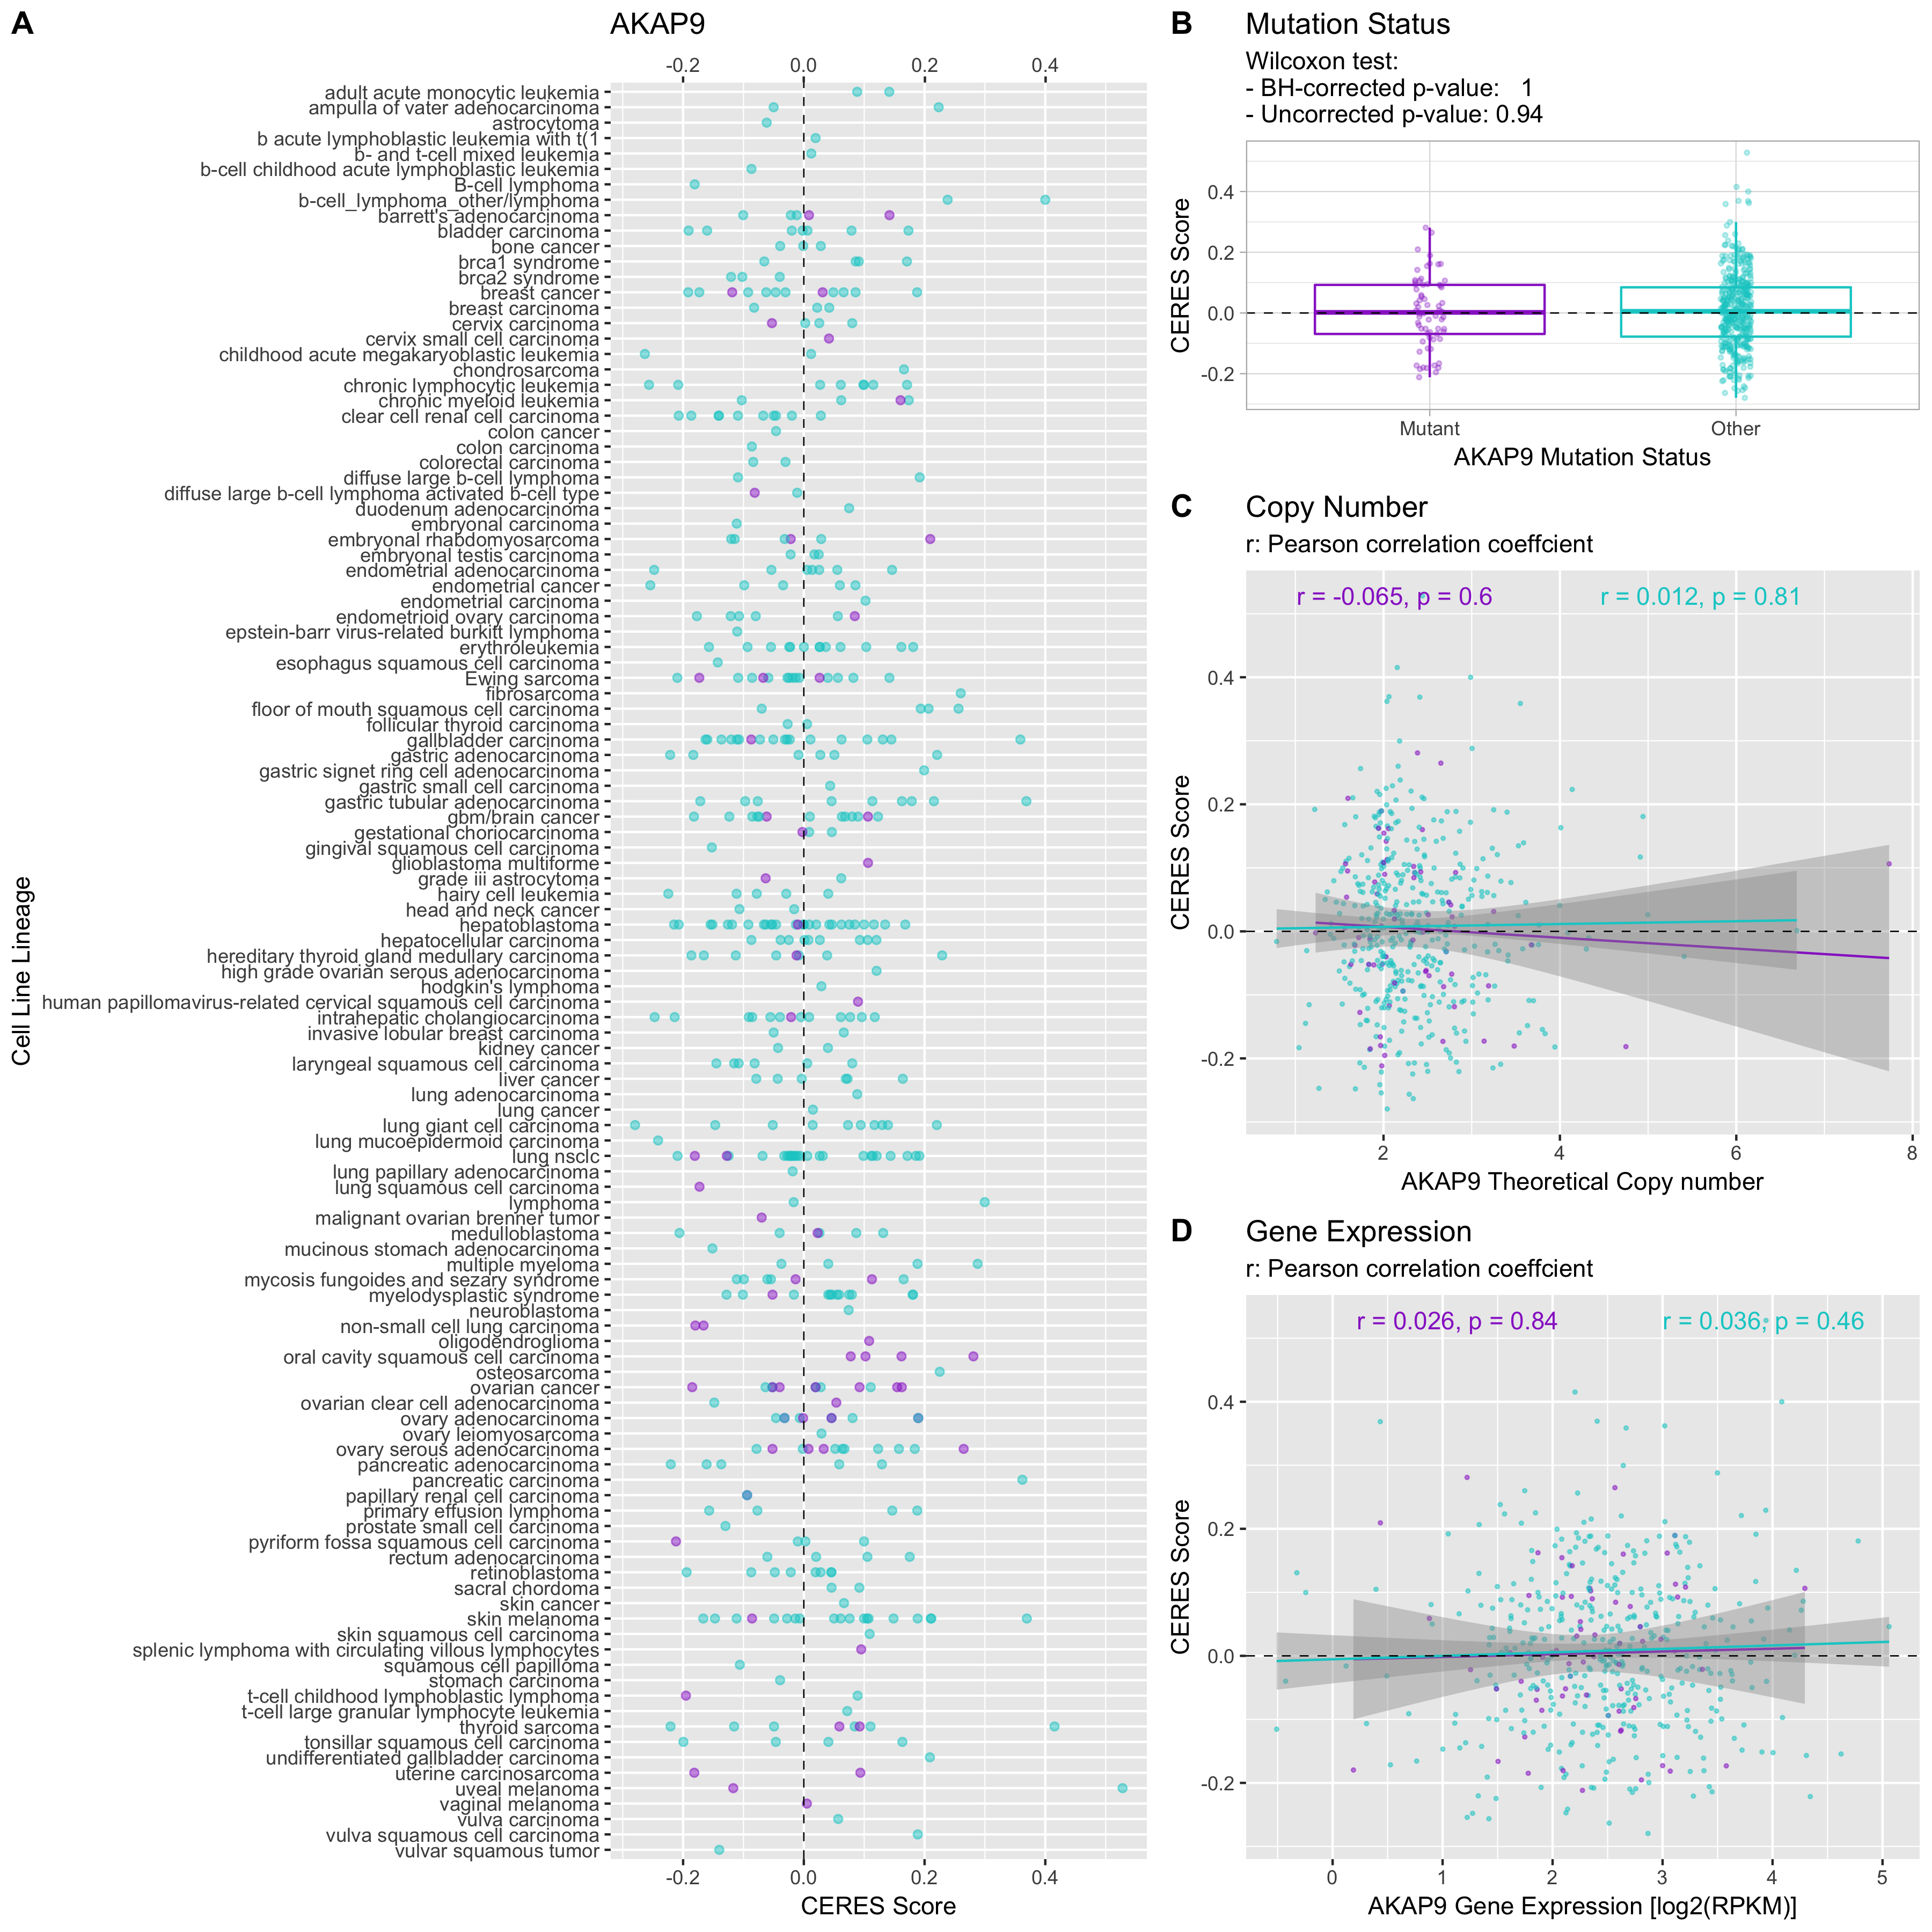 A
AKAP9
-0.2 0.0 0.2 0.4
Cell Line Lineage
adult acute monocytic leukemia
ampulla of vater adenocarcinoma
astrocytoma
b acute lymphoblastic leukemia with t(1
b- and t-cell mixed leukemia
b-cell childhood acute lymphoblastic leukemia
B-cell lymphoma
b-cell_lymphoma_other/lymphoma
barrett's adenocarcinoma
bladder carcinoma
bone cancer
brca1 syndrome
brca2 syndrome
breast cancer
breast carcinoma
cervix carcinoma
cervix small cell carcinoma
childhood acute megakaryoblastic leukemia
chondrosarcoma
chronic lymphocytic leukemia
chronic myeloid leukemia
clear cell renal cell carcinoma
colon cancer
colon carcinoma
colorectal carcinoma
diffuse large b-cell lymphoma
diffuse large b-cell lymphoma activated b-cell type
duodenum adenocarcinoma
embryonal carcinoma
embryonal rhabdomyosarcoma
embryonal testis carcinoma
endometrial adenocarcinoma
endometrial cancer
endometrial carcinoma
endometrioid ovary carcinoma
epstein-barr virus-related burkitt lymphoma
erythroleukemia
esophagus squamous cell carcinoma
Ewing sarcoma
fibrosarcoma
floor of mouth squamous cell carcinoma
follicular thyroid carcinoma
gallbladder carcinoma
gastric adenocarcinoma
gastric signet ring cell adenocarcinoma
gastric small cell carcinoma
gastric tubular adenocarcinoma
gbm/brain cancer
gestational choriocarcinoma
gingival squamous cell carcinoma
glioblastoma multiforme
grade iii astrocytoma
hairy cell leukemia
head and neck cancer
hepatoblastoma
hepatocellular carcinoma
hereditary thyroid gland medullary carcinoma
high grade ovarian serous adenocarcinoma
hodgkin's lymphoma
human papillomavirus-related cervical squamous cell carcinoma
intrahepatic cholangiocarcinoma
invasive lobular breast carcinoma
kidney cancer
laryngeal squamous cell carcinoma
liver cancer
lung adenocarcinoma
lung cancer
lung giant cell carcinoma
lung mucoepidermoid carcinoma
lung nsclc
lung papillary adenocarcinoma
lung squamous cell carcinoma
lymphoma
malignant ovarian brenner tumor
medulloblastoma
mucinous stomach adenocarcinoma
multiple myeloma
mycosis fungoides and sezary syndrome
myelodysplastic syndrome
neuroblastoma
non-small cell lung carcinoma
oligodendroglioma
oral cavity squamous cell carcinoma
osteosarcoma
ovarian cancer
ovarian clear cell adenocarcinoma
ovary adenocarcinoma
ovary leiomyosarcoma
ovary serous adenocarcinoma
pancreatic adenocarcinoma
pancreatic carcinoma
papillary renal cell carcinoma
primary effusion lymphoma
prostate small cell carcinoma
pyriform fossa squamous cell carcinoma
rectum adenocarcinoma
retinoblastoma
sacral chordoma
skin cancer
skin melanoma
skin squamous cell carcinoma
splenic lymphoma with circulating villous lymphocytes
squamous cell papilloma
stomach carcinoma
t-cell childhood lymphoblastic lymphoma
t-cell large granular lymphocyte leukemia
thyroid sarcoma
tonsillar squamous cell carcinoma
undifferentiated gallbladder carcinoma
uterine carcinosarcoma
uveal melanoma
vaginal melanoma
vulva carcinoma
vulva squamous cell carcinoma
vulvar squamous tumor
-0.2 0.0 0.2 0.4
CERES Score
B
Mutation Status
Wilcoxon test:
- BH-corrected p-value: 1
- Uncorrected p-value: 0.94
CERES Score
0.4
0.2
0.0
-0.2
Mutant Other
AKAP9 Mutation Status
C
Copy Number
r: Pearson correlation coeffcient
r = -0.065, p = 0.6 r = 0.012, p = 0.81
CERES Score
0.4
0.2
0.0
-0.2
2 4 6 8
AKAP9 Theoretical Copy number
D
Gene Expression
r: Pearson correlation coeffcient
r = 0.026, p = 0.84 r = 0.036, p = 0.46
CERES Score
0.4
0.2
0.0
-0.2
0 1 2 3 4 5
AKAP9 Gene Expression [log2(RPKM)]